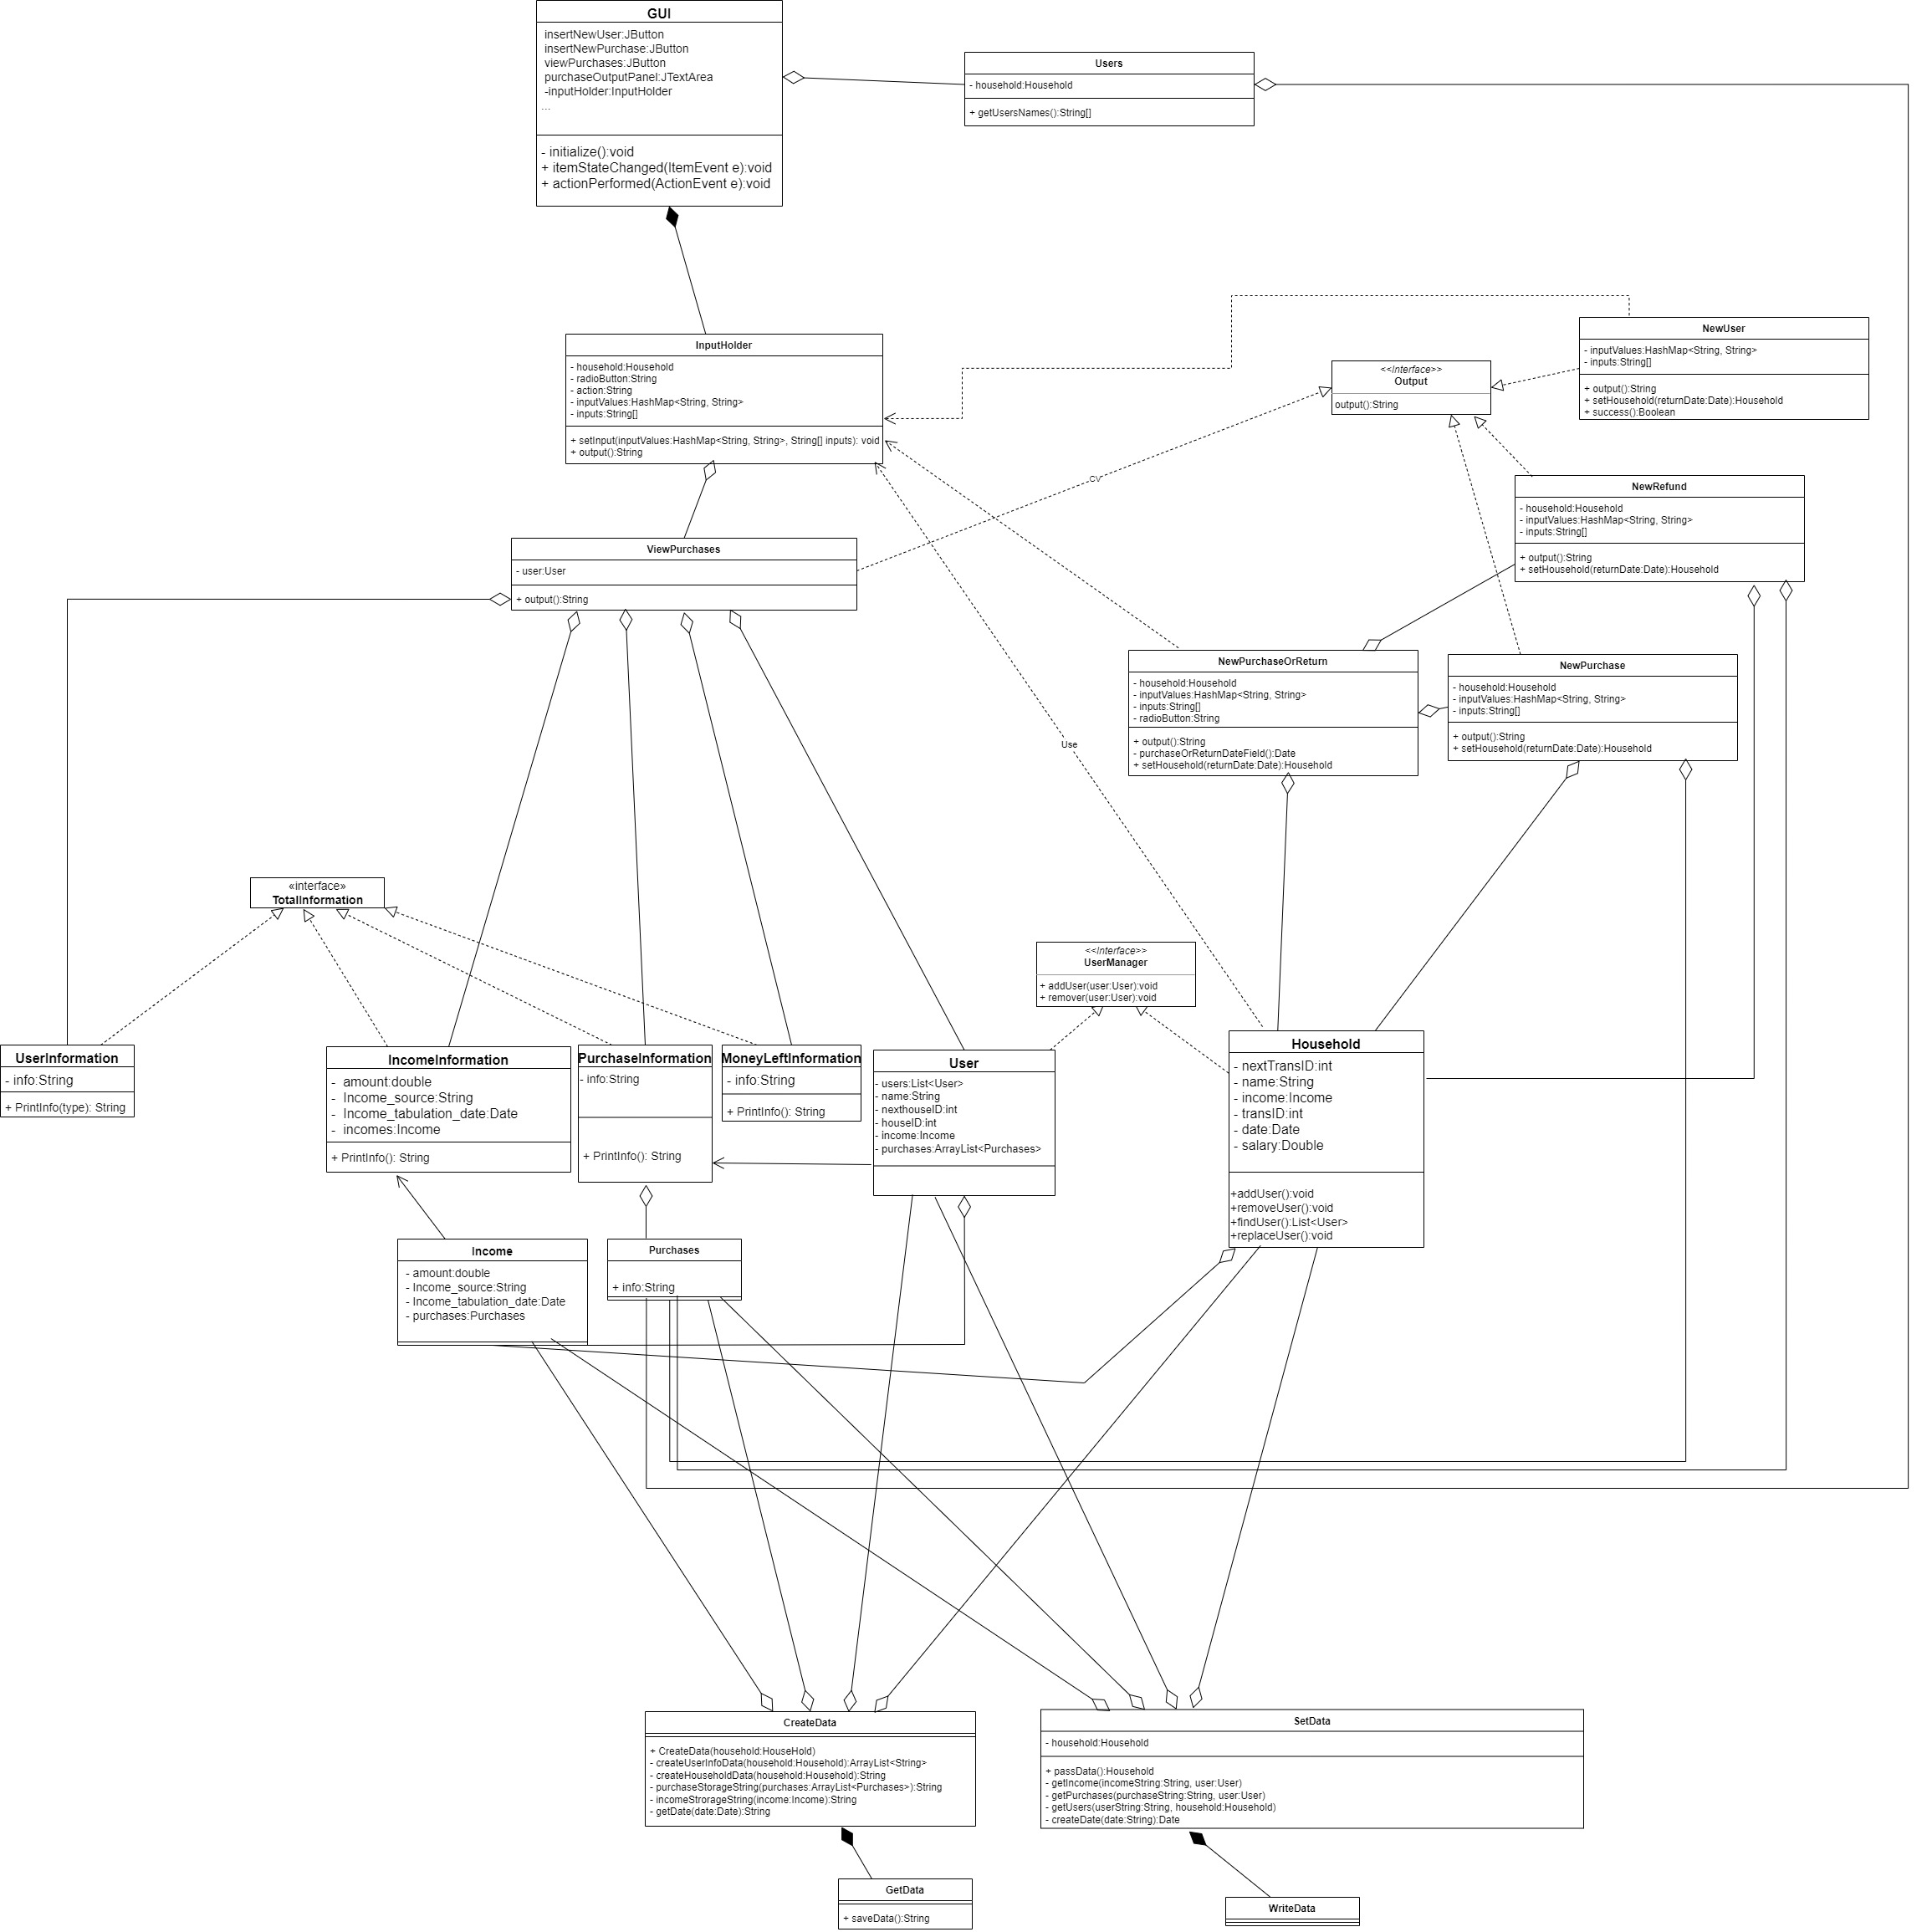 GUI
insertNewUser:JButton
insertNewPurchase:JButton
viewPurchases:JButton
purchaseOutputPanel:JTextArea
-inputHolder:InputHolder
...
- initialize():void
+ itemStateChanged(ItemEvent e):void
+ actionPerformed(ActionEvent e):void
Users
- household:Household
+ getUsersNames():String[]
InputHolder
- household:Household
- radioButton:String
- action:String
- inputValues:HashMap<String, String>
- inputs:String[]
+ setInput(inputValues:HashMap<String, String>, String[] inputs): void
+ output():String
<<Interface>>
Output
output():String
NewUser
- inputValues:HashMap<String, String>
- inputs:String[]
+ output():String
+ setHousehold(returnDate:Date):Household
+ success():Boolean
CV
NewRefund
- household:Household
- inputValues:HashMap<String, String>
- inputs:String[]
+ output():String
+ setHousehold(returnDate:Date):Household
ViewPurchases
- user:User
+ output():String
NewPurchaseOrReturn
- household:Household
- inputValues:HashMap<String, String>
- inputs:String[]
- radioButton:String
+ output():String
- purchaseOrReturnDateField():Date
+ setHousehold(returnDate:Date):Household
NewPurchase
- household:Household
- inputValues:HashMap<String, String>
- inputs:String[]
+ output():String
+ setHousehold(returnDate:Date):Household
Use
«interface»
TotalInformation
<<Interface>>
UserManager
+ addUser(user:User):void
+ remover(user:User):void
UserInformation
- info:String
+ PrintInfo(type): String
IncomeInformation
- amount:double
- Income_source:String
- Income_tabulation_date:Date
- incomes:Income
+ PrintInfo(): String
PurchaseInformation
- info:String
+ PrintInfo(): String
MoneyLeftInformation
- info:String
+ PrintInfo(): String
User
- users:List<User>
- name:String
- nexthouseID:int
- houseID:int
- income:Income
- purchases:ArrayList<Purchases>
Household
- nextTransID:int
- name:String
- income:Income
- transID:int
- date:Date
- salary:Double
+addUser():void
+removeUser():void
+findUser():List<User>
+replaceUser():void
Income
- amount:double
- Income_source:String
- Income_tabulation_date:Date
- purchases:Purchases
Purchases
+ info:String
CreateData
+ CreateData(household:HouseHold)
- createUserInfoData(household:Household):ArrayList<String>
- createHouseholdData(household:Household):String
- purchaseStorageString(purchases:ArrayList<Purchases>):String
- incomeStrorageString(income:Income):String
- getDate(date:Date):String
SetData
- household:Household
+ passData():Household
- getIncome(incomeString:String, user:User)
- getPurchases(purchaseString:String, user:User)
- getUsers(userString:String, household:Household)
- createDate(date:String):Date
GetData
+ saveData():String
WriteData